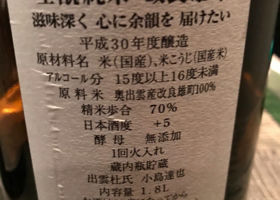 滋味深く 心に余韻を 届けたい
平成30年度醸造
原材料名 米(国産)、米こうじ(国産米)
アルコール分 15度以上16度未満
原料米 奥出雲産改良雄町100%
精米歩合 70%
日本酒度 +5
酵母 無添加
1回火入れ
蔵内瓶貯蔵
出雲杜氏 小島達也
内容量 1.8L